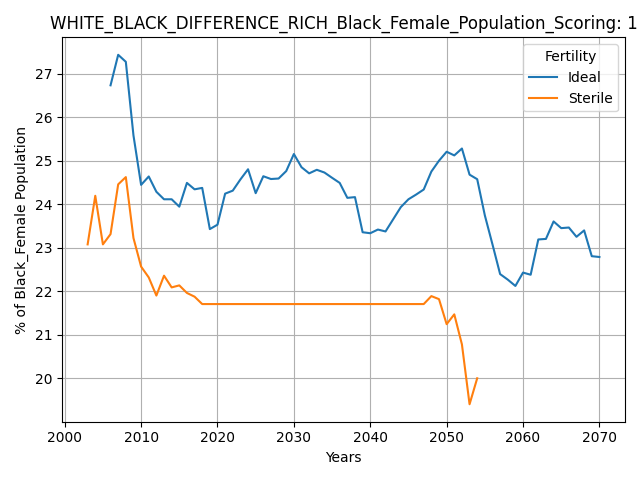 WHITE_BLACK_DIFFERENCE_RICH_Black_Female_Population_Scoring: 1
Fertility
Ideal
Sterile
% of Black_Female Population
27
26
25
24
23
22
21
20
2000 2010 2020 2030 2040 2050 2060 2070
Years